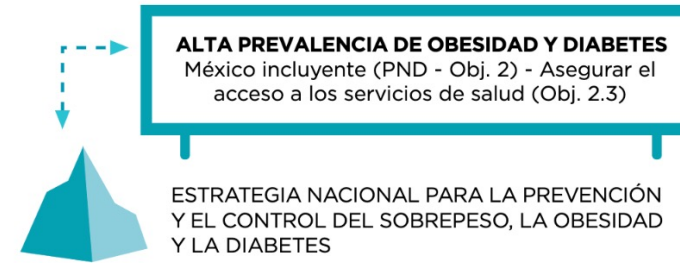 ALTA PREVALENCIA DE OBESIDAD Y DIABETES
México incluyente (PND - Obj. 2) - Asegurar el
acceso a los servicios de salud (Obj. 2.3)
ESTRATEGIA NACIONAL PARA LA PREVENCIÓN
Y EL CONTROL DEL SOBREPESO, LA OBESIDAD
Y LA DIABETES